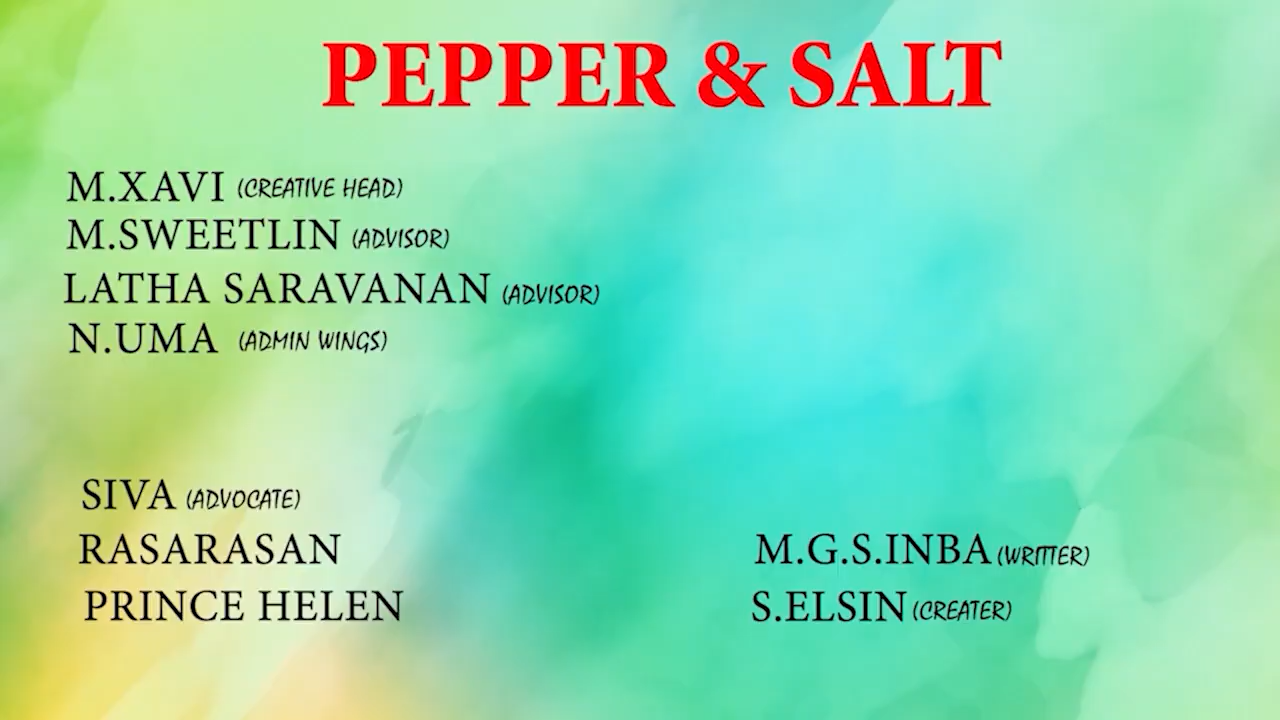 PEPPER & SALT
M.XAVI (CREATIVE HEAD)
M.SWEETLIN (ADVISOR)
LATHA SARAVANAN (ADVISOR)
N.UMA (ADMIN WINGS)
SIVA (ADVOCATE)
RASARASAN
PRINCE HELEN
M.G.S.INBA (WRITTER)
S.ELSIN (CREATER)